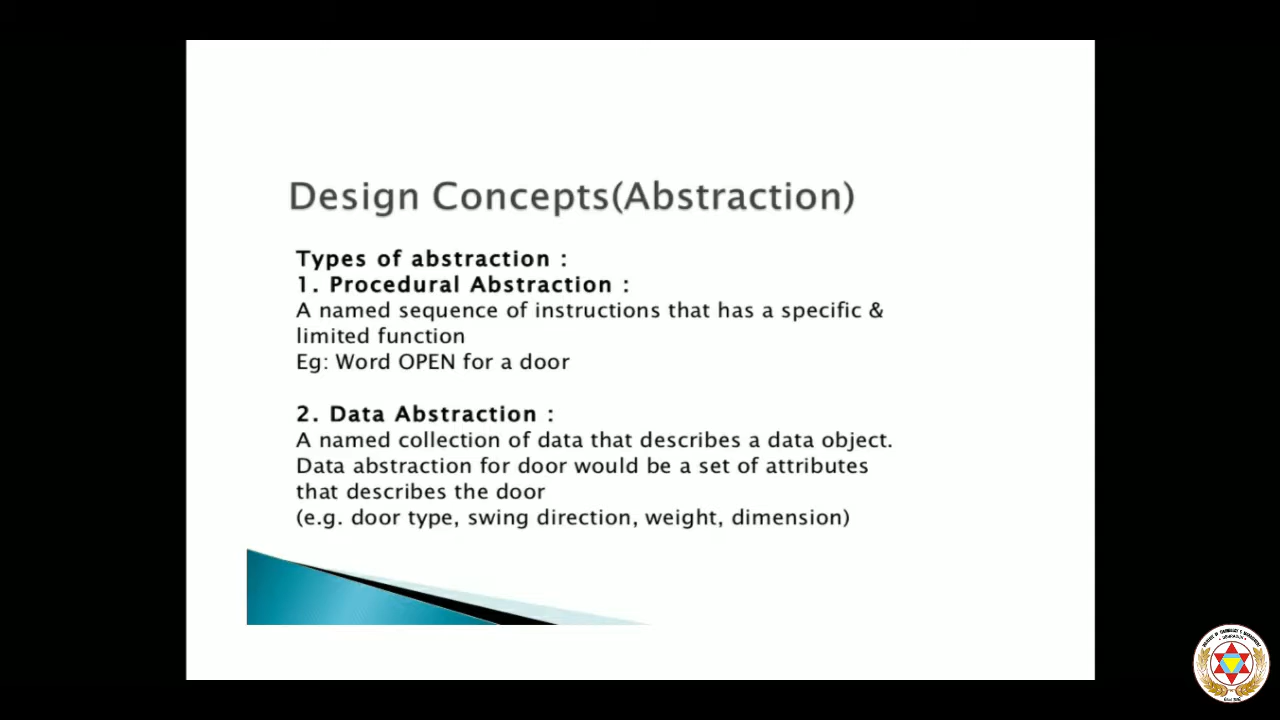 Design Concepts(Abstraction)
Types of abstraction :
1. Procedural Abstraction :
A named sequence of instructions that has a specific &
limited function
Eg: Word OPEN for a door
2. Data Abstraction :
A named collection of data that describes a data object.
Data abstraction for door would be a set of attributes
that describes the door
(e.g. door type, swing direction, weight, dimension)